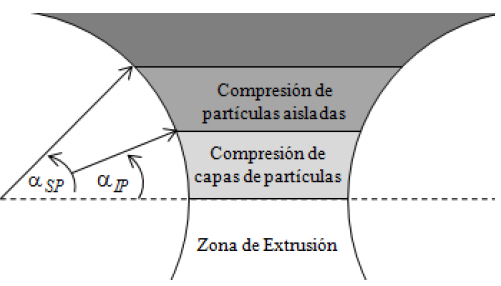 Compresión de
partículas aisladas
Compresión de
capas de partículas
α SP
α IP
Zona de Extrusión